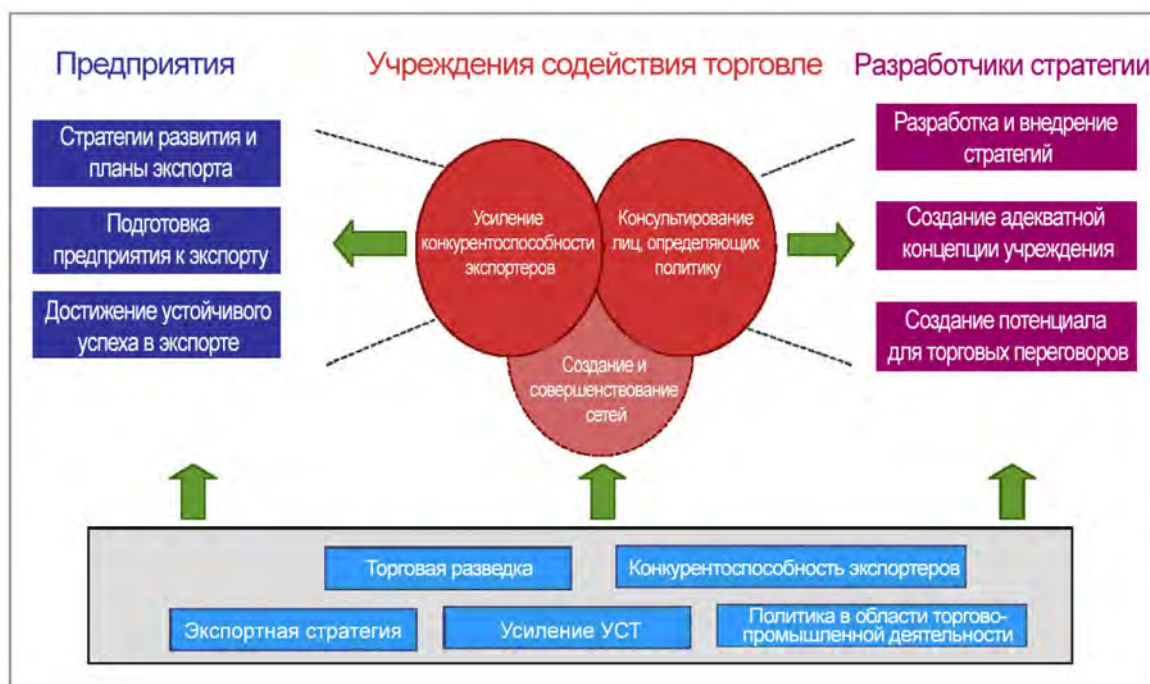 Предприятия
Учреждения содействия торговле
Разработчики стратегии
Стратегии развития и
планы экспорта
Подготовка
предприятия к экспорту
Достижение устойчивого
успеха в экспорте
Усиление
конкурентоспособности
экспортеров
Консультирование
лиц, определяющих
политику
Создание и
совершенствование
сетей
Разработка и внедрение
стратегий
Создание адекватной
концепции учреждения
Создание потенциала
для торговых переговоров
Торговая разведка
Конкурентоспособность экспортеров
Экспортная стратегия
Усиление УСТ
Политика в области торгово-
промышленной деятельности